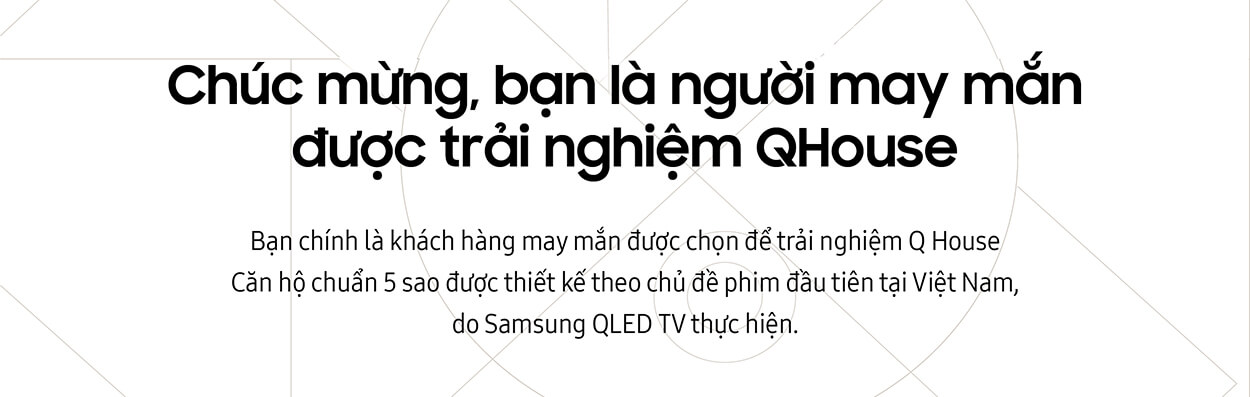 Chúc mừng, bạn là người may mắn
được trải nghiệm QHouse
Bạn chính là khách hàng may mắn được chọn để trải nghiệm Q House
Căn hộ chuẩn 5 sao được thiết kế theo chủ đề phim đầu tiên tại Việt Nam,
do Samsung QLED TV thực hiện.